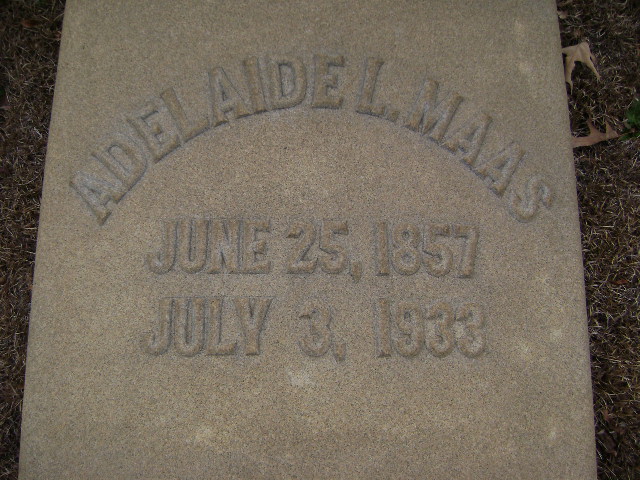 ADELAIDE L. MAAS
JUNE 25, 1857
JULY 3, 1933